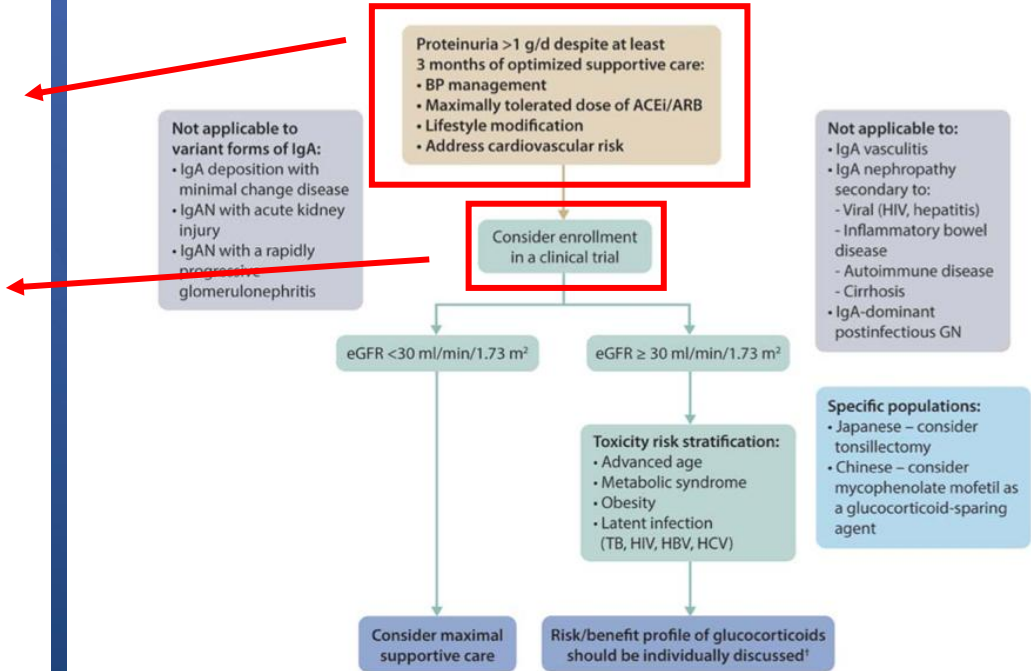 Proteinuria >1 g/d despite at least
3 months of optimized supportive care:
• BP management
• Maximally tolerated dose of ACEi/ARB
• Lifestyle modification
• Address cardiovascular risk
Not applicable to
variant forms of IgA:
• IgA deposition with
minimal change disease
• IgAN with acute kidney
injury
• IgAN with a rapidly
progressive
glomerulonephritis
Not applicable to:
• IgA vasculitis
• IgA nephropathy
secondary to:
- Viral (HIV, hepatitis)
- Inflammatory bowel
disease
- Autoimmune disease
- Cirrhosis
• IgA-dominant
postinfectious GN
Consider enrollment
in a clinical trial
eGFR <30 ml/min/1.73 m²
eGFR ≥ 30 ml/min/1.73 m²
Toxicity risk stratification:
• Advanced age
• Metabolic syndrome
• Obesity
• Latent infection
(TB, HIV, HBV, HCV)
Specific populations:
• Japanese – consider
tonsillectomy
• Chinese – consider
mycophenolate mofetil as
a glucocorticoid-sparing
agent
Consider maximal
supportive care
Risk/benefit profile of glucocorticoids
should be individually discussed†